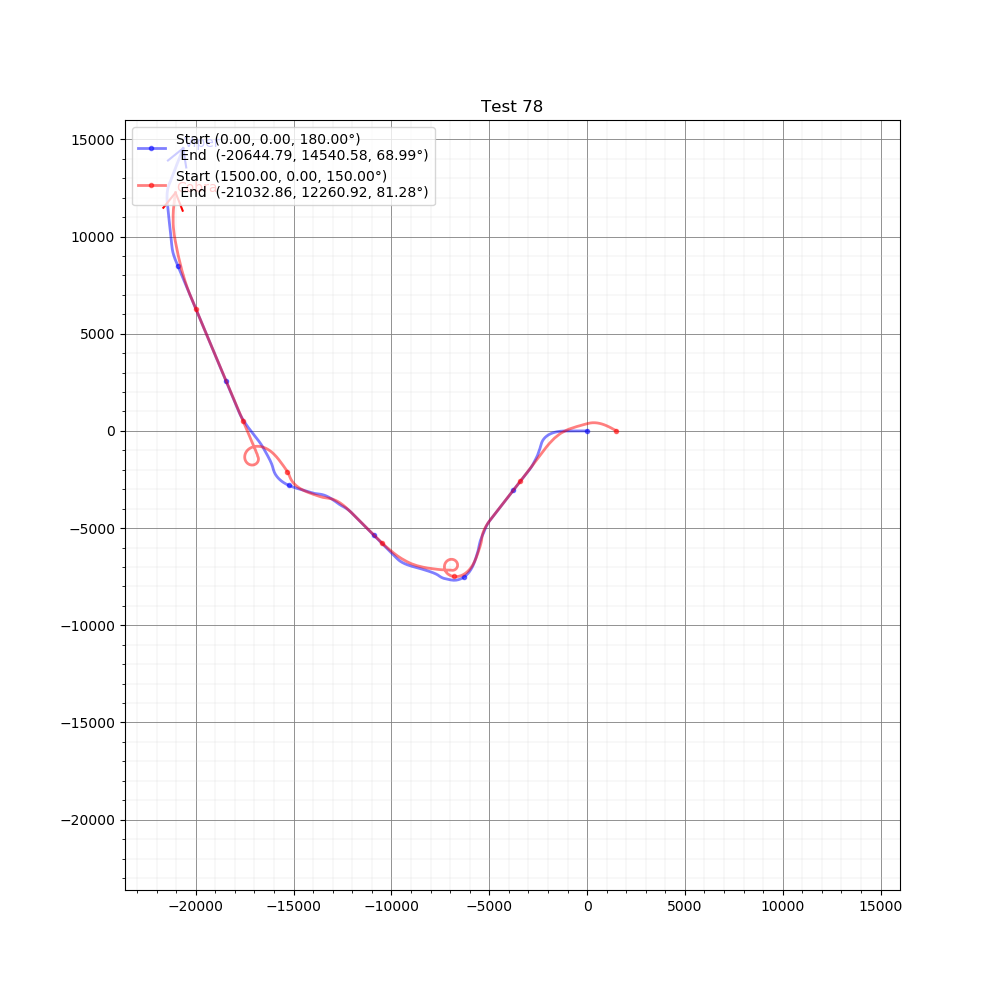 Test 78
Start (0.00, 0.00, 180.00°)
End (-20644.79, 14540.58, 68.99°)
Start (1500.00, 0.00, 150.00°)
End (-21032.86, 12260.92, 81.28°)
15000
10000
5000
0
−5000
−10000
−15000
−20000
−20000 −15000 −10000 −5000 0 5000 10000 15000